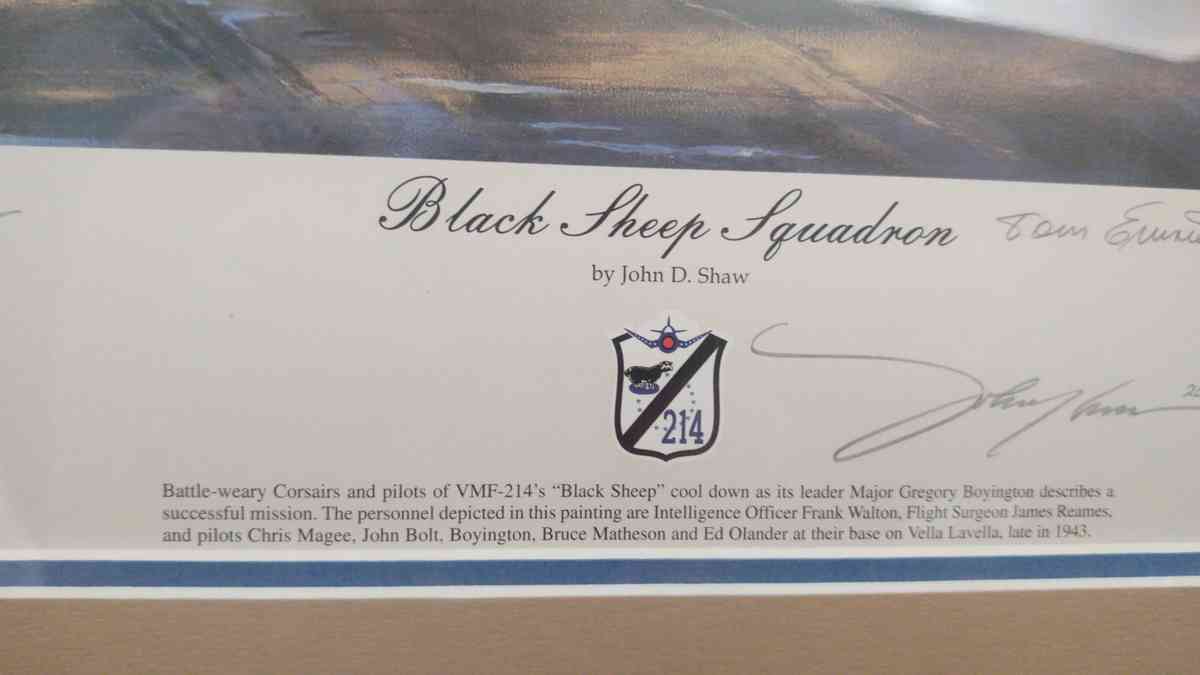 Black Sheep Squadron
Tom
by John D. Shaw
214
John Shaw
Battle-weary Corsairs and pilots of VMF-214's “Black Sheep” cool down as its leader Major Gregory Boyington describes a
successful mission. The personnel depicted in this painting are Intelligence Officer Frank Walton, Flight Surgeon James Reames,
and pilots Chris Magee, John Bolt, Boyington, Bruce Matheson and Ed Olander at their base on Vella Lavella, late in 1943.